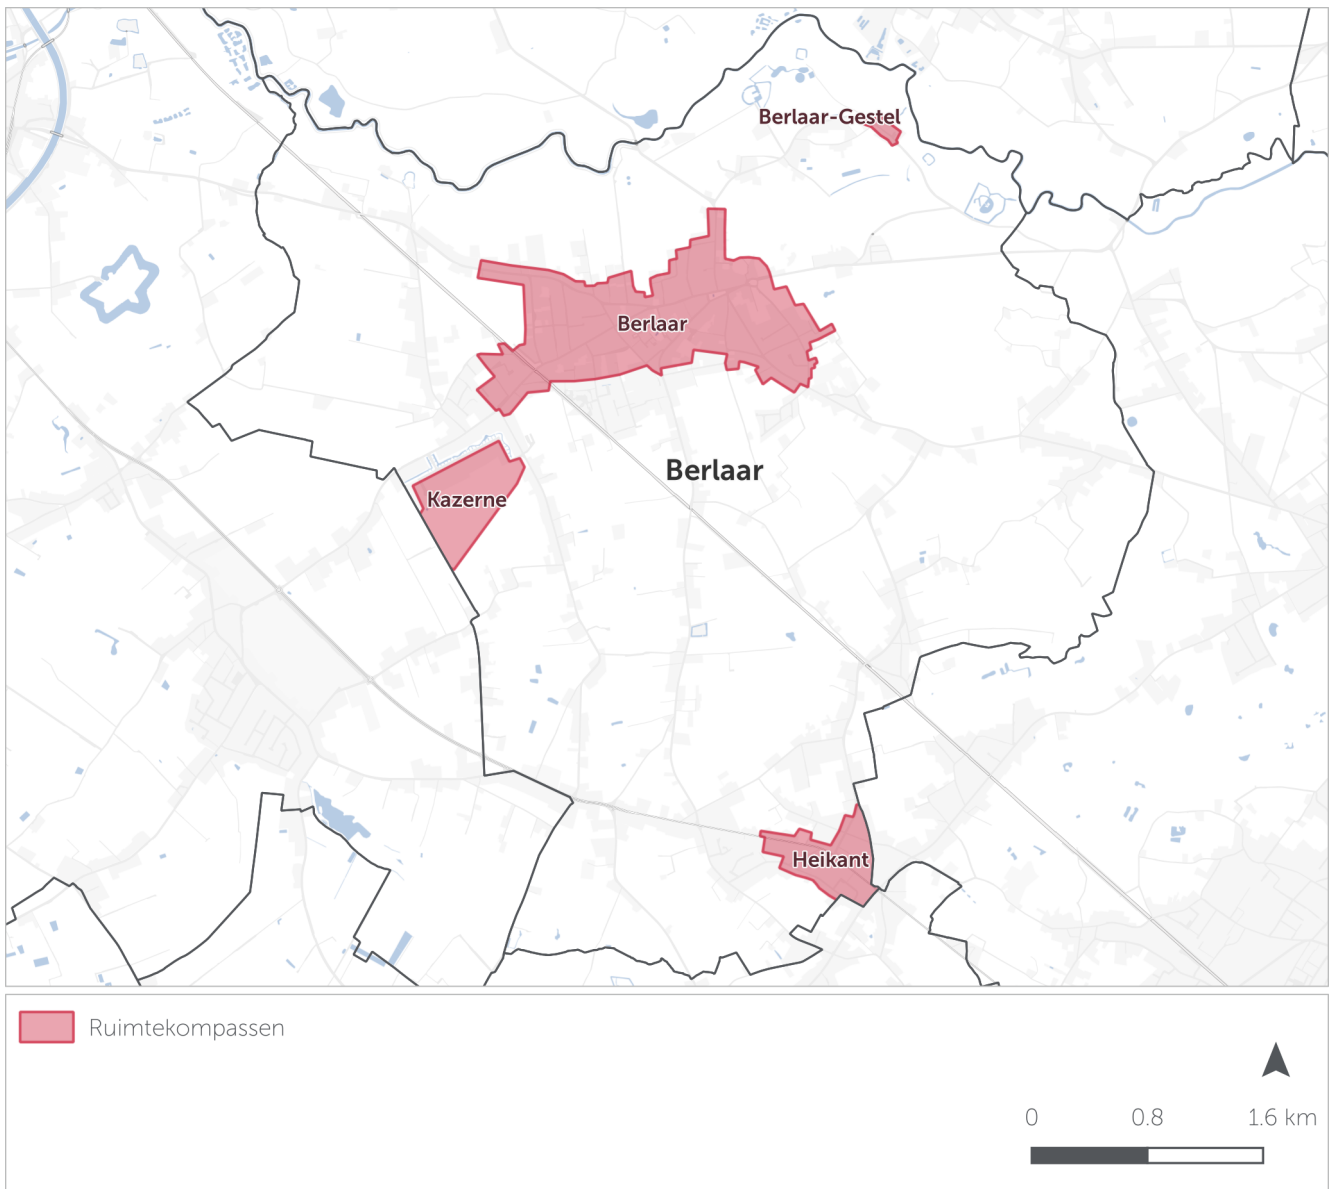 Berlaar-Gestel
Berlaar
Berlaar
Kazerne
Heikant
Ruimtekompassen
0 0.8 1.6 km